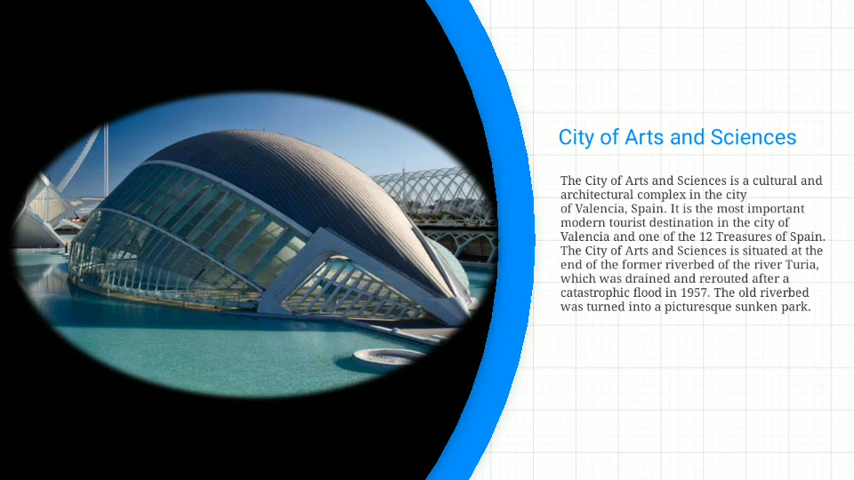 City of Arts and Sciences
The City of Arts and Sciences is a cultural and
architectural complex in the city
of Valencia, Spain. It is the most important
modern tourist destination in the city of
Valencia and one of the 12 Treasures of Spain.
The City of Arts and Sciences is situated at the
end of the former riverbed of the river Turia,
which was drained and rerouted after a
catastrophic flood in 1957. The old riverbed
was turned into a picturesque sunken park.